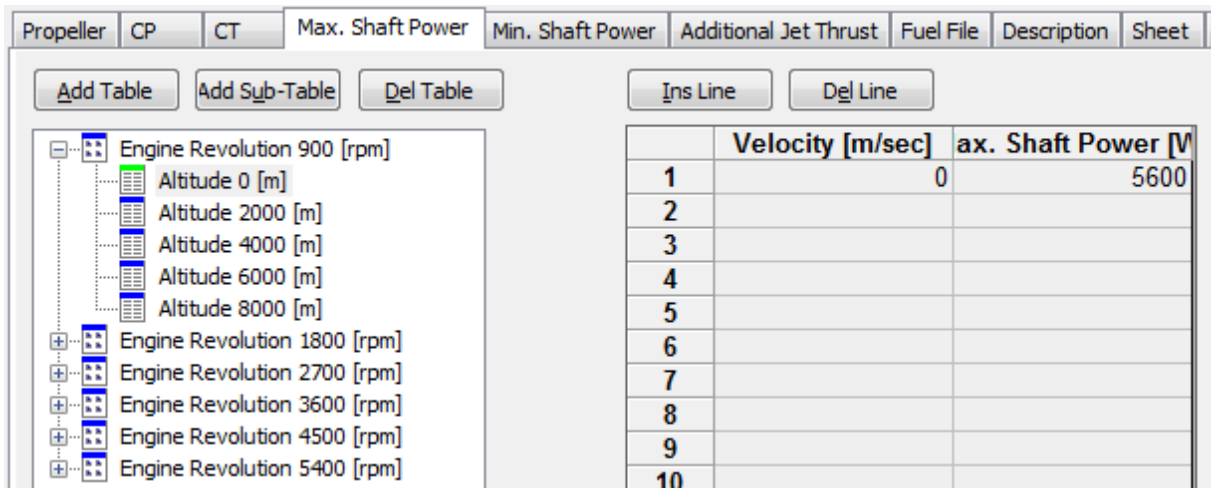 Propeller CP CT Max. Shaft Power Min. Shaft Power Additional Jet Thrust Fuel File Description Sheet
Add Table Add Sub-Table Del Table Ins Line Del Line
Velocity [m/sec] ax. Shaft Power [W
Engine Revolution 900 [rpm]
Altitude 0 [m]
Altitude 2000 [m]
Altitude 4000 [m]
Altitude 6000 [m]
Altitude 8000 [m]
Engine Revolution 1800 [rpm]
Engine Revolution 2700 [rpm]
Engine Revolution 3600 [rpm]
Engine Revolution 4500 [rpm]
Engine Revolution 5400 [rpm]
1 0 5600
2
3
4
5
6
7
8
9
10